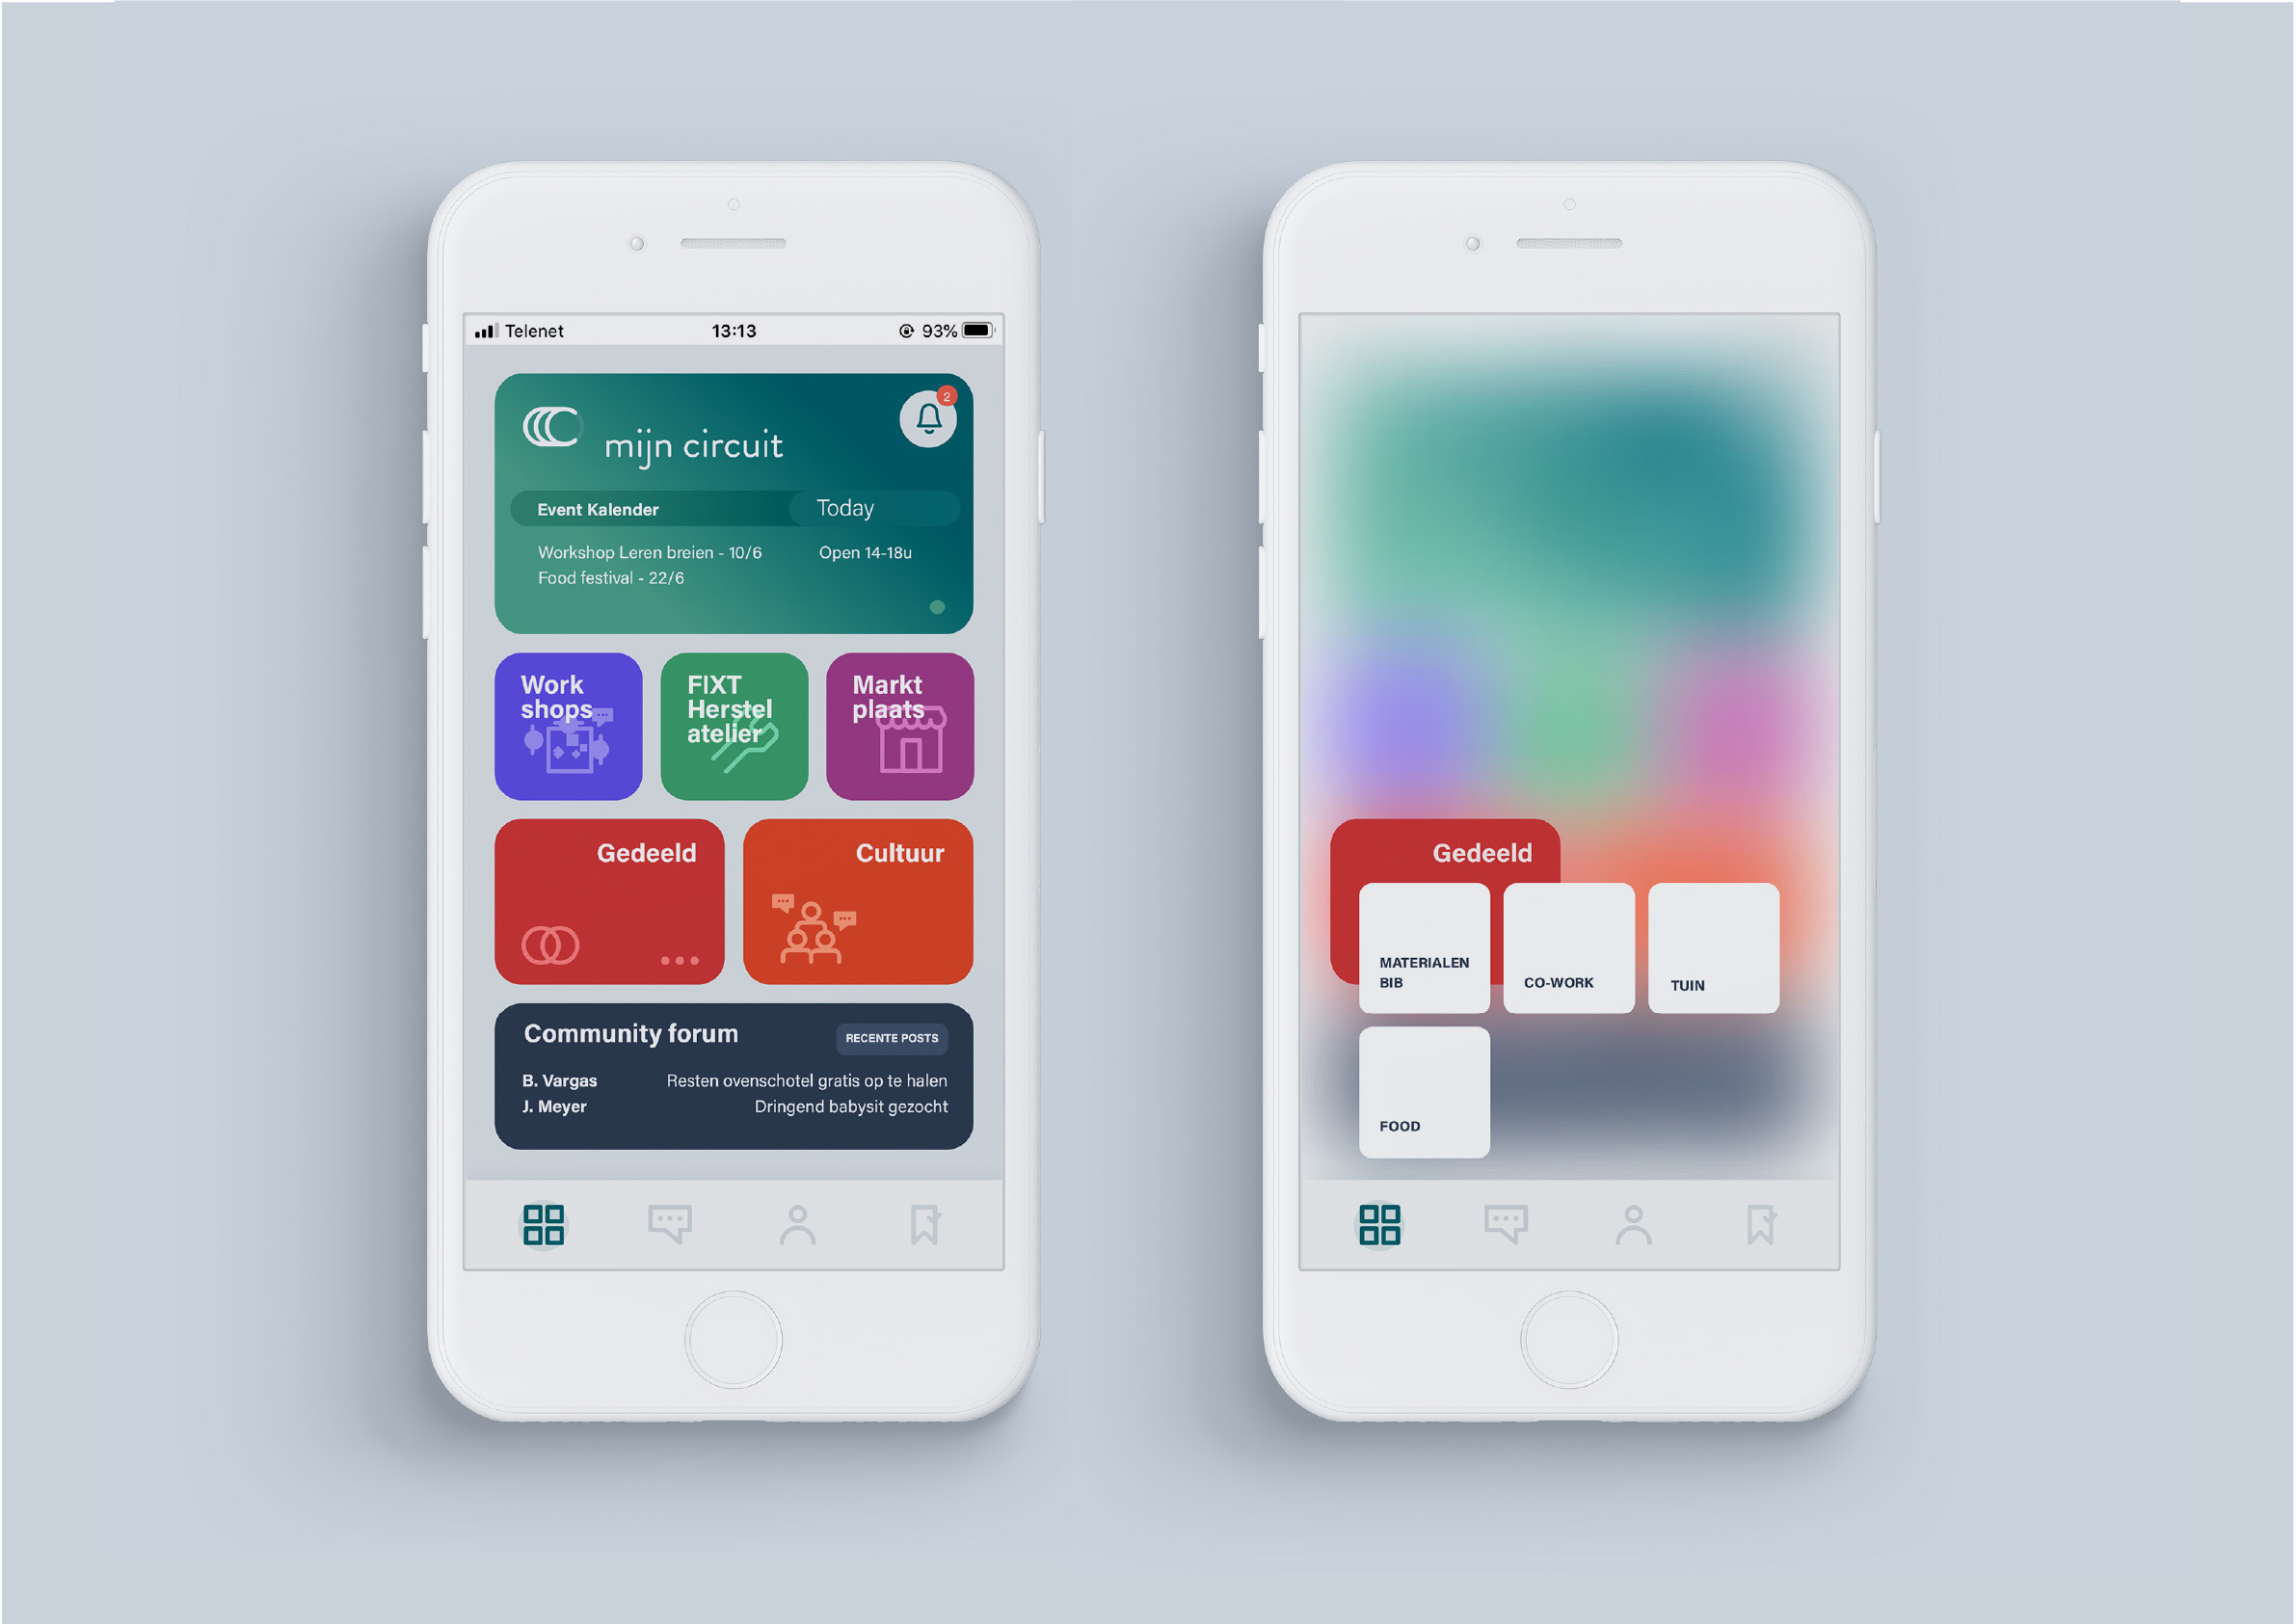 Telenet 13:13 93%
2
mijn circuit
Event Kalender Today
Workshop Leren breien - 10/6 Open 14-18u
Food festival - 22/6
Work
shops
FIXT
Herstel
atelier
Markt
plaats
Gedeeld
Cultuur
Community forum RECENTE POSTS
B. Vargas Resten ovenschotel gratis op te halen
J. Meyer Dringend babysit gezocht
Gedeeld
MATERIALEN
BIB
CO-WORK
TUIN
FOOD